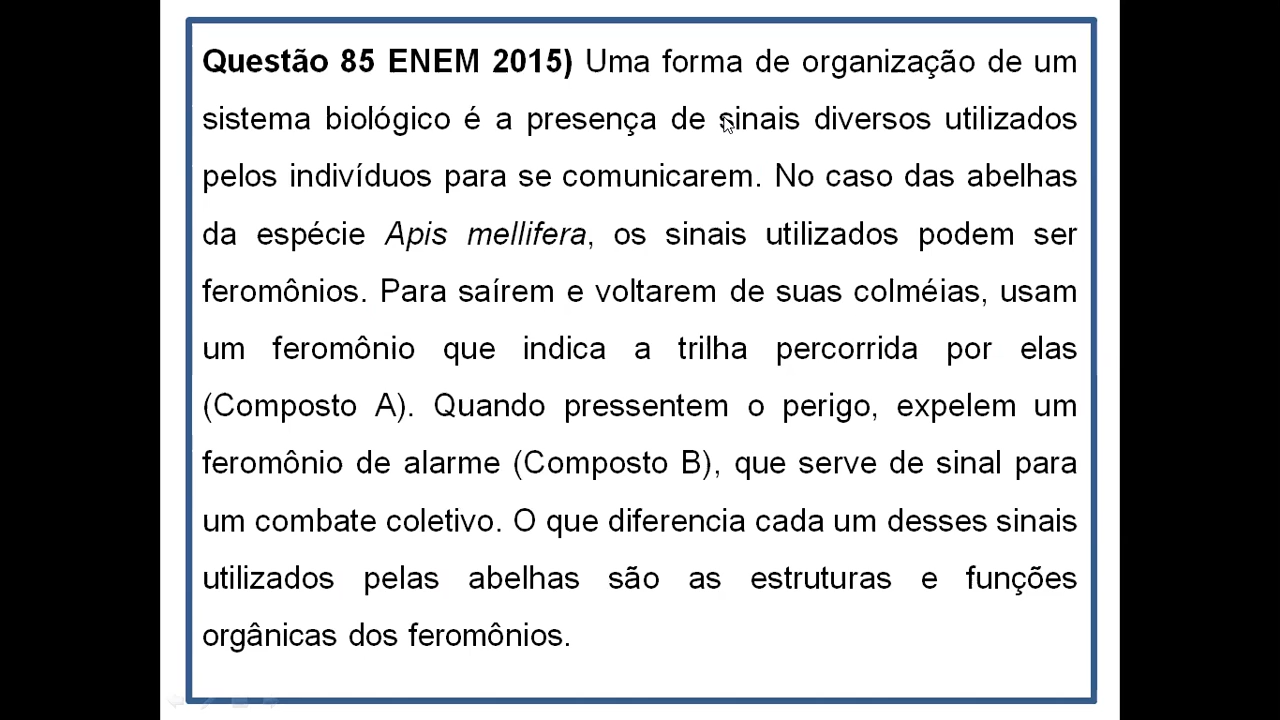 Questão 85 ENEM 2015) Uma forma de organização de um
sistema biológico é a presença de sinais diversos utilizados
pelos indivíduos para se comunicarem. No caso das abelhas
da espécie Apis mellifera, os sinais utilizados podem ser
feromônios. Para saírem e voltarem de suas colméias, usam
um feromônio que indica a trilha percorrida por elas
(Composto A). Quando pressentem o perigo, expelem um
feromônio de alarme (Composto B), que serve de sinal para
um combate coletivo. O que diferencia cada um desses sinais
utilizados pelas abelhas são as estruturas e funções
orgânicas dos feromônios.